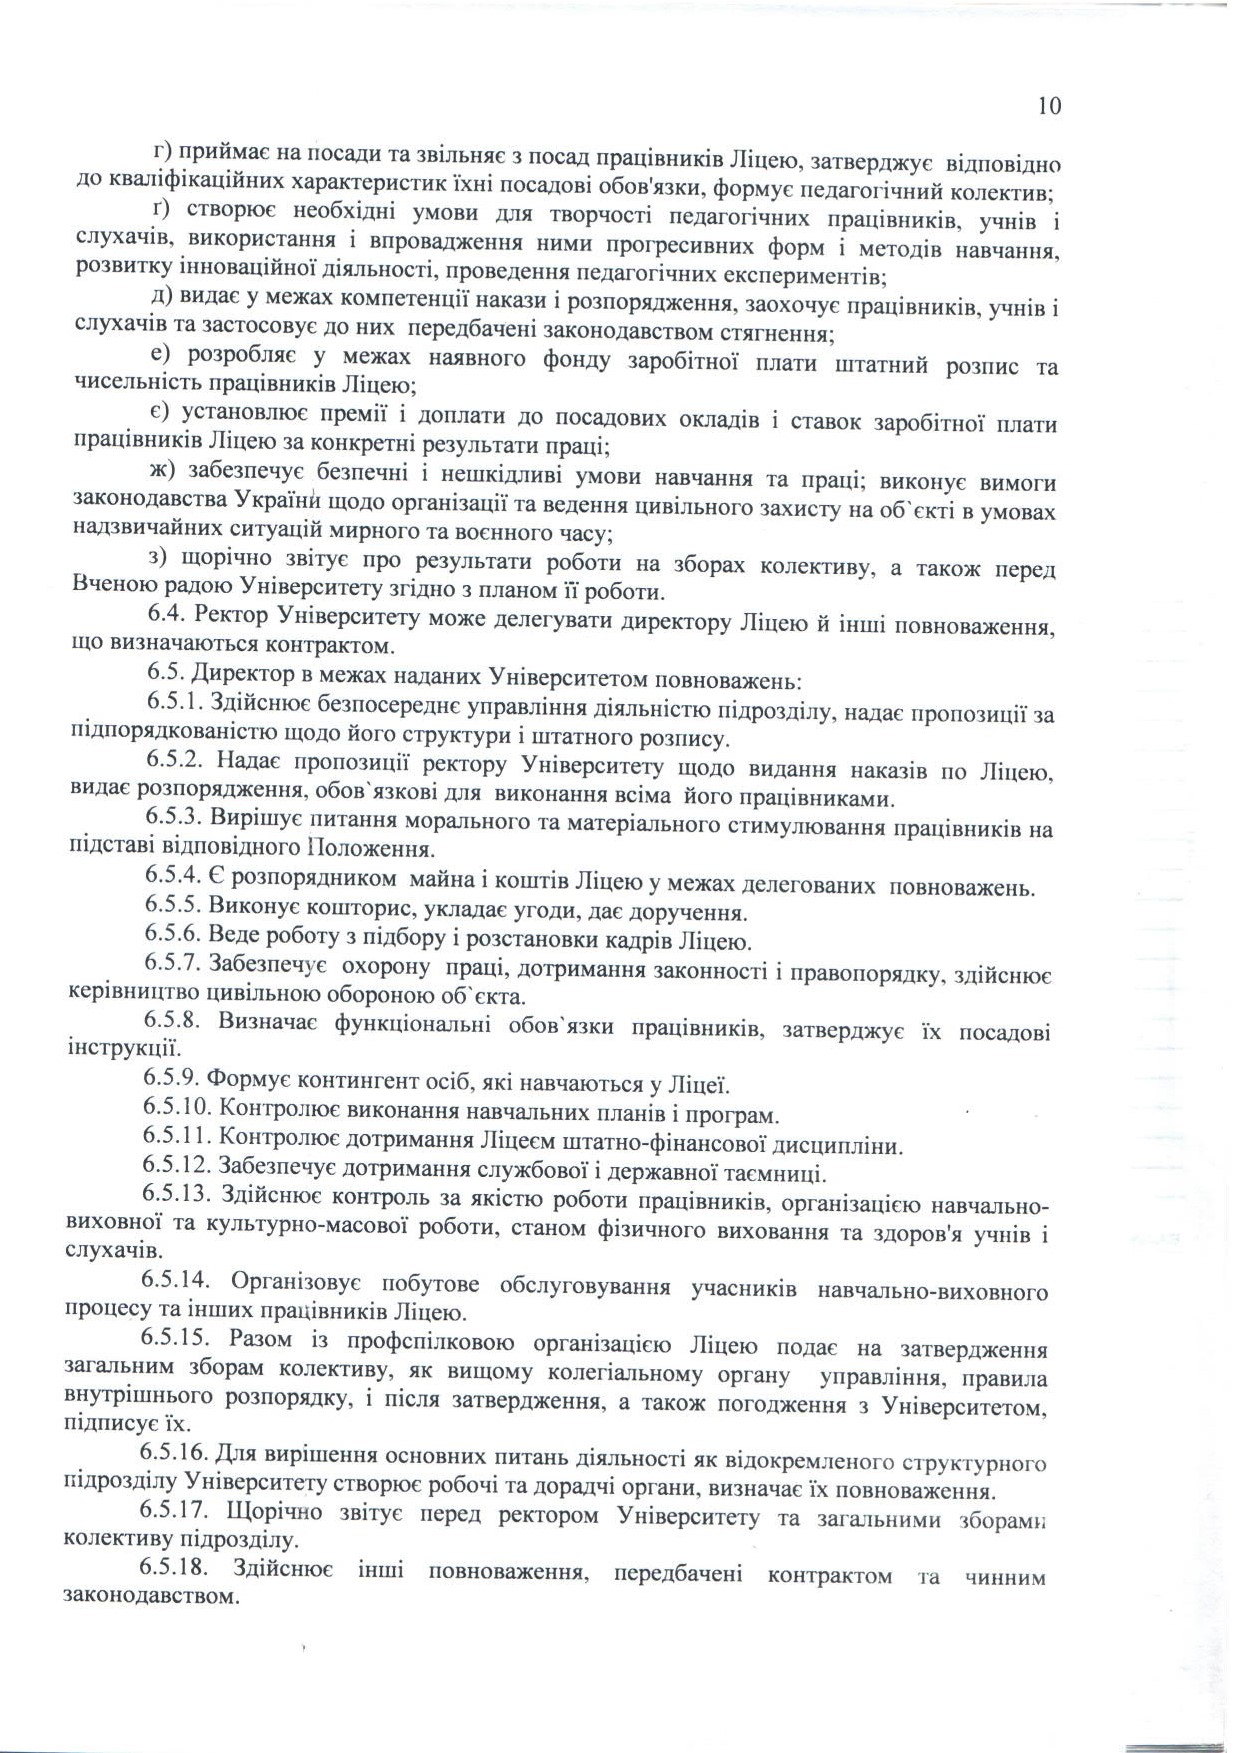 10
г) приймає на посади та звільняє з посад працівників Ліцею, затверджує відповідно
до кваліфікаційних характеристик їхні посадові обов'язки, формує педагогічний колектив;
ґ) створює необхідні умови для творчості педагогічних працівників, учнів і
слухачів, використання і впровадження ними прогресивних форм і методів навчання,
розвитку інноваційної діяльності, проведення педагогічних експериментів;
д) видає у межах компетенції накази і розпорядження, заохочує працівників, учнів і
слухачів та застосовує до них передбачені законодавством стягнення;
е) розробляє у межах наявного фонду заробітної плати штатний розпис та
чисельність працівників Ліцею;
є) установлює премії і доплати до посадових окладів і ставок заробітної плати
працівників Ліцею за конкретні результати праці;
ж) забезпечує безпечні і нешкідливі умови навчання та праці; виконує вимоги
законодавства України щодо організації та ведення цивільного захисту на об`єкті в умовах
надзвичайних ситуацій мирного та воєнного часу;
з) щорічно звітує про результати роботи на зборах колективу, а також перед
Вченою радою Університету згідно з планом її роботи.
6.4. Ректор Університету може делегувати директору Ліцею й інші повноваження,
що визначаються контрактом.
6.5. Директор в межах наданих Університетом повноважень:
6.5.1. Здійснює безпосереднє управління діяльністю підрозділу, надає пропозиції за
підпорядкованістю щодо його структури і штатного розпису.
6.5.2. Надає пропозиції ректору Університету щодо видання наказів по Ліцею,
видає розпорядження, обов`язкові для виконання всіма його працівниками.
6.5.3. Вирішує питання морального та матеріального стимулювання працівників на
підставі відповідного Положення.
6.5.4. Є розпорядником майна і коштів Ліцею у межах делегованих повноважень.
6.5.5. Виконує кошторис, укладає угоди, дає доручення.
6.5.6. Веде роботу з підбору і розстановки кадрів Ліцею.
6.5.7. Забезпечує охорону праці, дотримання законності і правопорядку, здійснює
керівництво цивільною обороною об`єкта.
6.5.8. Визначає функціональні обов`язки працівників, затверджує їх посадові
інструкції.
6.5.9. Формує контингент осіб, які навчаються у Ліцеї.
6.5.10. Контролює виконання навчальних планів і програм.
6.5.11. Контролює дотримання Ліцеєм штатно-фінансової дисципліни.
6.5.12. Забезпечує дотримання службової і державної таємниці.
6.5.13. Здійснює контроль за якістю роботи працівників, організацією навчально-
виховної та культурно-масової роботи, станом фізичного виховання та здоров'я учнів і
слухачів.
6.5.14. Організовує побутове обслуговування учасників навчально-виховного
процесу та інших працівників Ліцею.
6.5.15. Разом із профспілковою організацією Ліцею подає на затвердження
загальним зборам колективу, як вищому колегіальному органу управління, правила
внутрішнього розпорядку, і після затвердження, а також погодження з Університетом,
підписує їх.
6.5.16. Для вирішення основних питань діяльності як відокремленого структурного
підрозділу Університету створює робочі та дорадчі органи, визначає їх повноваження.
6.5.17. Щорічно звітує перед ректором Університету та загальними зборами
колективу підрозділу.
6.5.18. Здійснює інші повноваження, передбачені контрактом та чинним
законодавством.